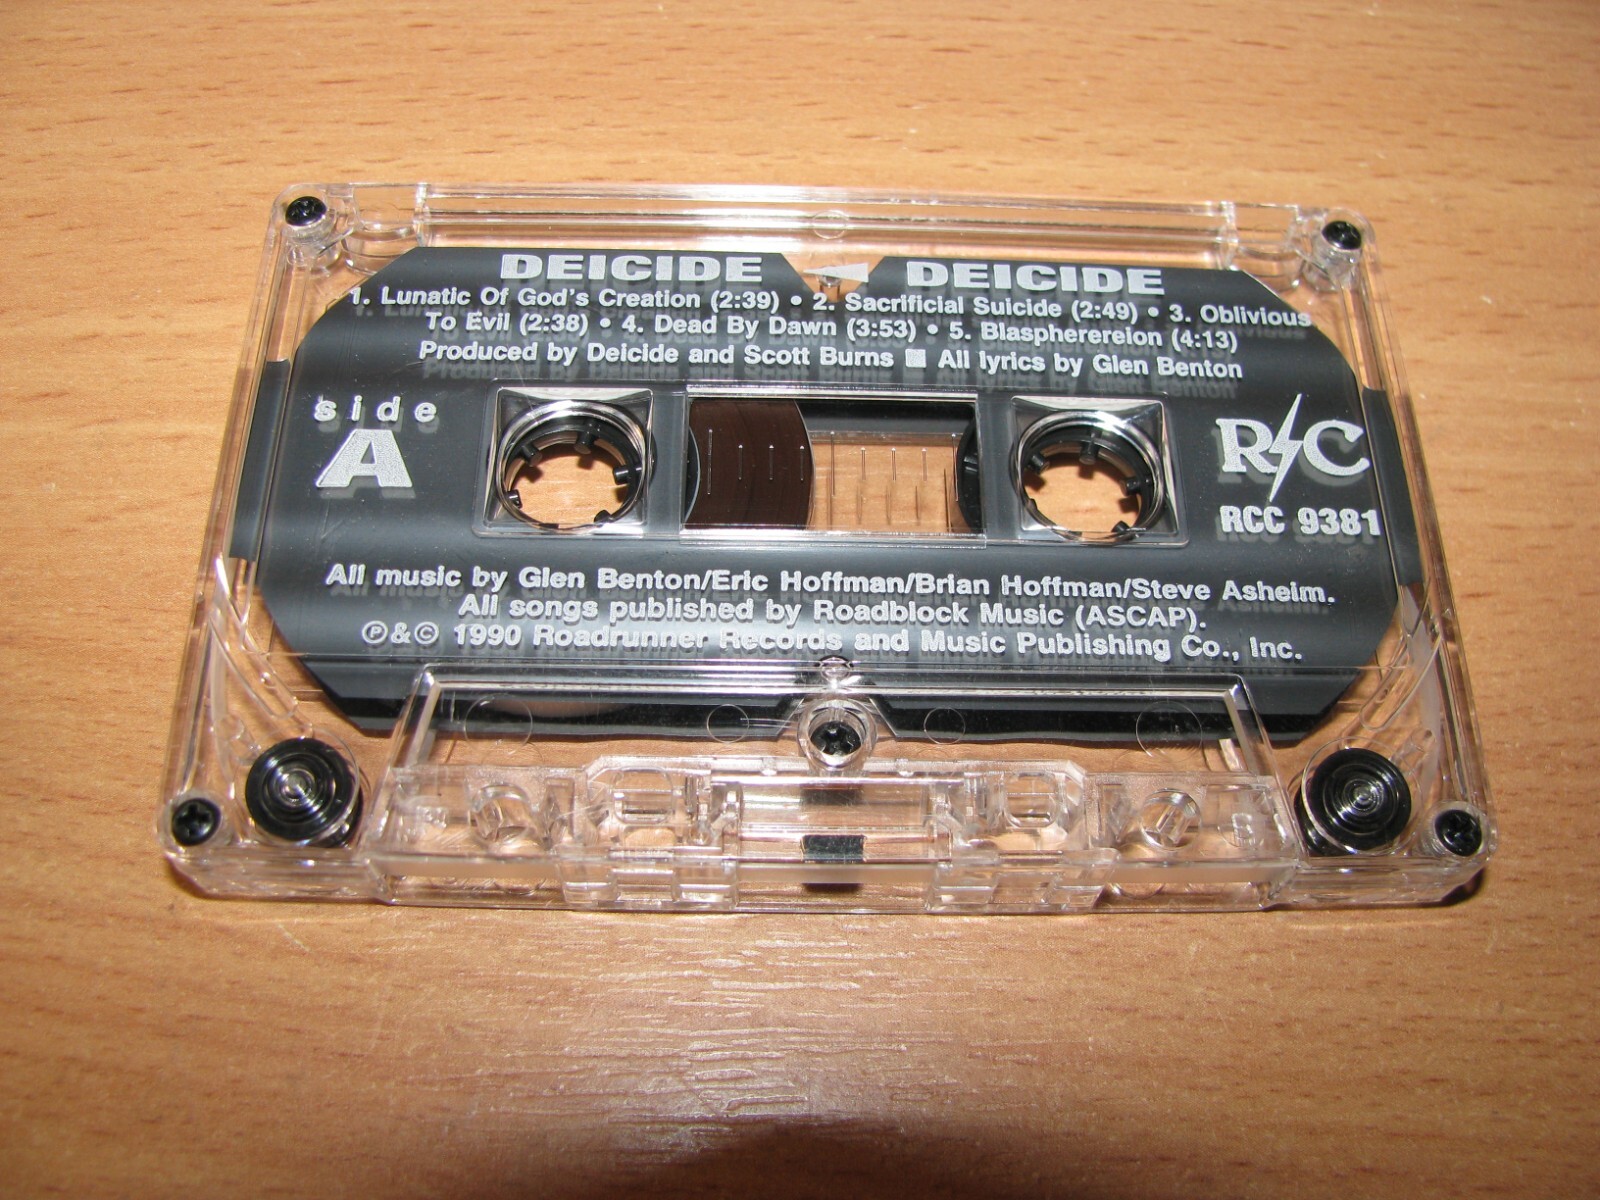 DEICIDE DEICIDE
1. Lunatic Of God's Creation (2:39) • 2. Sacrificial Suicide (2:49) • 3. Oblivious
To Evil (2:38) • 4. Dead By Dawn (3:53) • 5. Blaspherereion (4:13)
Produced by Deicide and Scott Burns ■ All lyrics by Glen Benton
side
A
R/C
RCC 9381
All music by Glen Benton/Eric Hoffman/Brian Hoffman/Steve Asheim.
All songs published by Roadblock Music (ASCAP).
℗&© 1990 Roadrunner Records and Music Publishing Co., Inc.